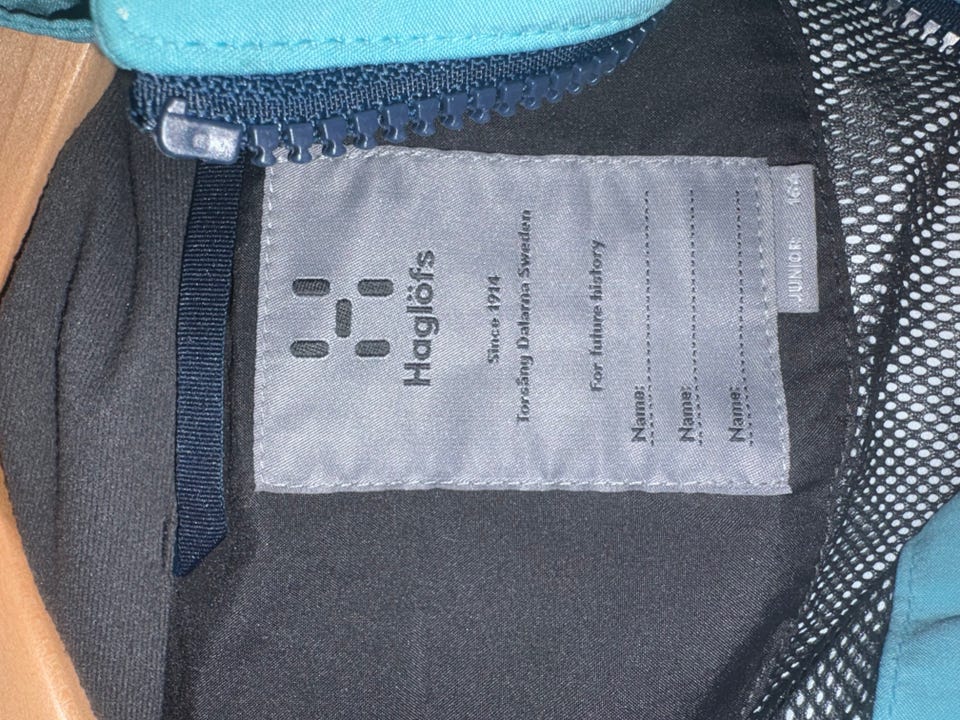 Haglöfs
Since 1914
Torsång Dalarna Sweden
For future history
Name:
Name:
Name:
JUNIOR 164